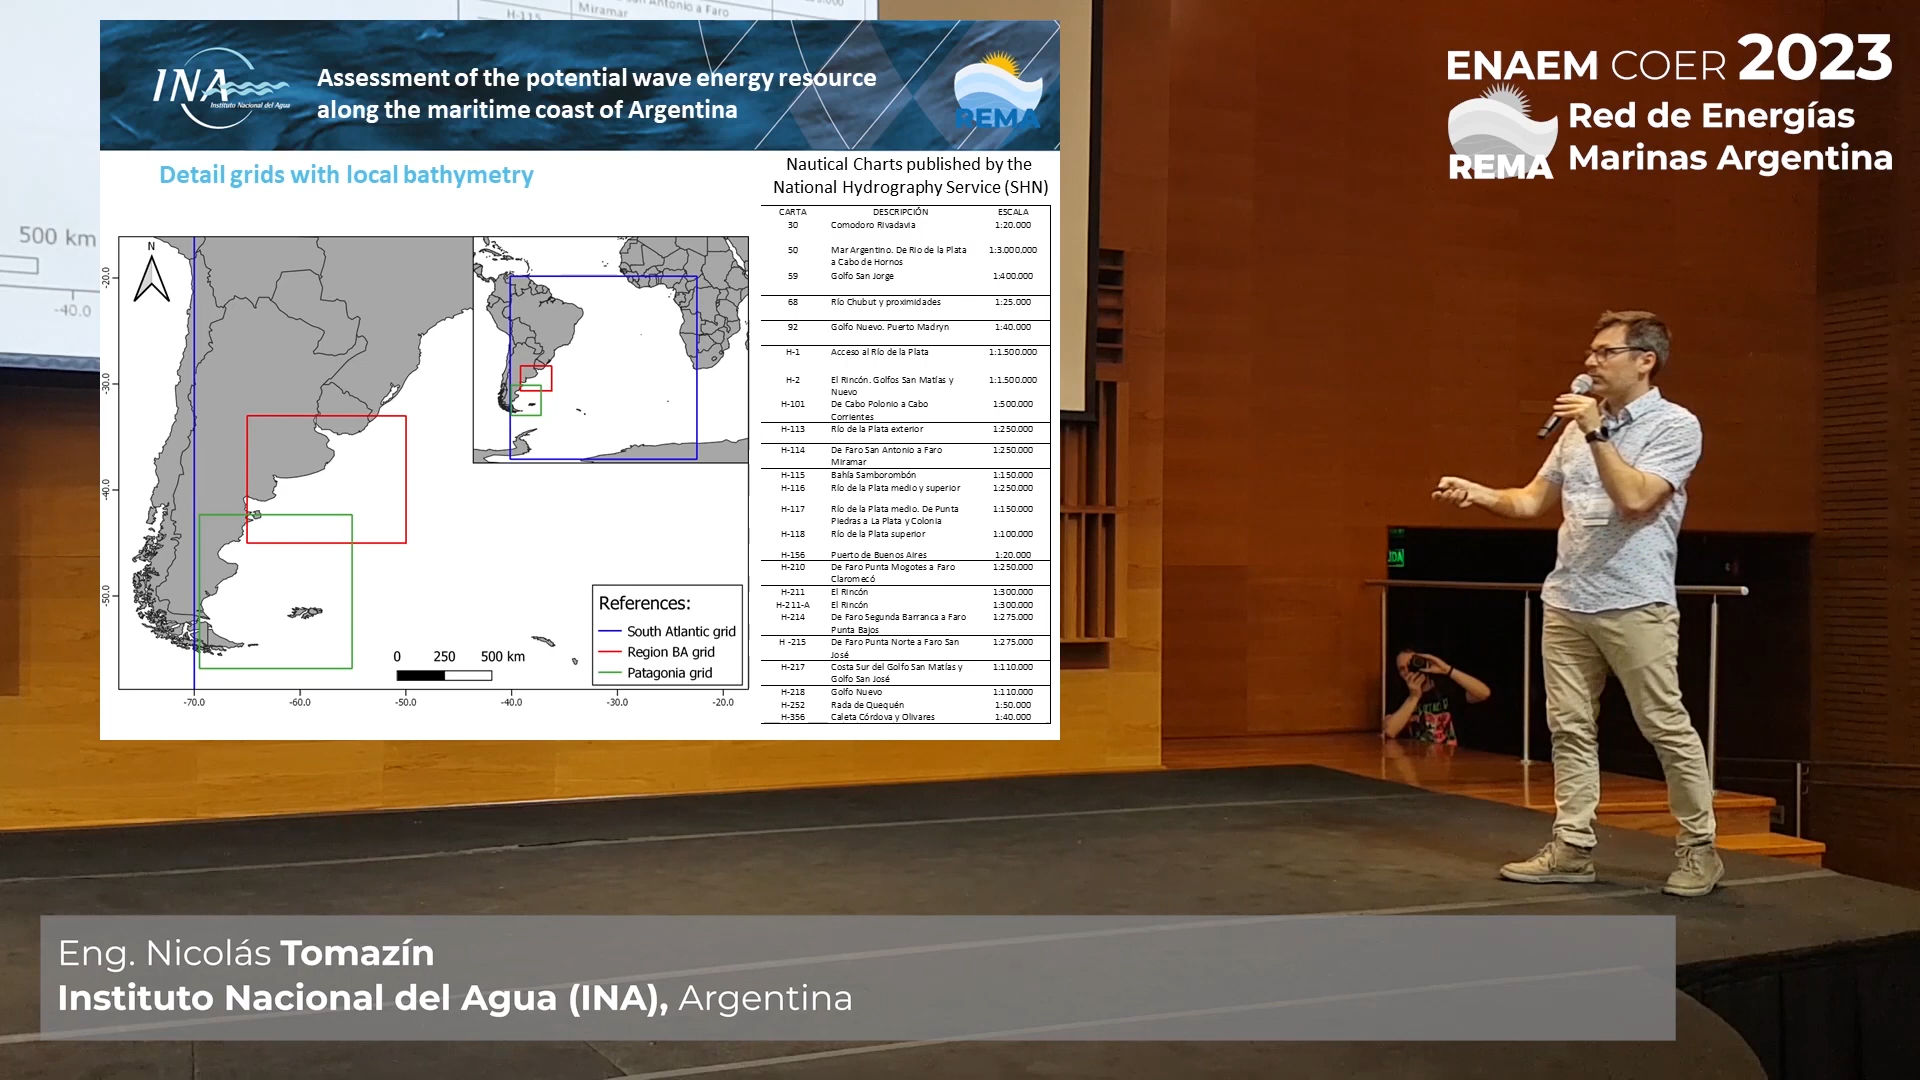 H-115
Miramar
San Antonio a Faro
500 km
-40.0
INA
Instituto Nacional del Agua
Assessment of the potential wave energy resource
along the maritime coast of Argentina
REMA
Detail grids with local bathymetry
Nautical Charts published by the
National Hydrography Service (SHN)
N
-20.0
-30.0
-40.0
-50.0
-70.0 -60.0 -50.0 -40.0 -30.0 -20.0
0 250 500 km
References:
South Atlantic grid
Region BA grid
Patagonia grid
CARTA DESCRIPCIÓN ESCALA
30 Comodoro Rivadavia 1:20.000
50 Mar Argentino. De Rio de la Plata 1:3.000.000
a Cabo de Hornos
59 Golfo San Jorge 1:400.000
68 Río Chubut y proximidades 1:25.000
92 Golfo Nuevo. Puerto Madryn 1:40.000
H-1 Acceso al Río de la Plata 1:1.500.000
H-2 El Rincón. Golfos San Matías y 1:1.500.000
Nuevo
H-101 De Cabo Polonio a Cabo 1:500.000
Corrientes
H-113 Río de la Plata exterior 1:250.000
H-114 De Faro San Antonio a Faro 1:250.000
Miramar
H-115 Bahía Samborombón 1:150.000
H-116 Río de la Plata medio y superior 1:250.000
H-117 Río de la Plata medio. De Punta 1:150.000
Piedras a La Plata y Colonia
H-118 Río de la Plata superior 1:100.000
H-156 Puerto de Buenos Aires 1:20.000
H-210 De Faro Punta Mogotes a Faro 1:250.000
Claromecó
H-211 El Rincón 1:300.000
H-211-A El Rincón 1:300.000
H-214 De Faro Segunda Barranca a Faro 1:275.000
Punta Bajos
H -215 De Faro Punta Norte a Faro San 1:275.000
José
H-217 Costa Sur del Golfo San Matías y 1:110.000
Golfo San José
H-218 Golfo Nuevo 1:110.000
H-252 Rada de Quequén 1:50.000
H-356 Caleta Córdova y Olivares 1:40.000
ENAEM COER 2023
REMA
Red de Energías
Marinas Argentina
Eng. Nicolás Tomazín
Instituto Nacional del Agua (INA), Argentina